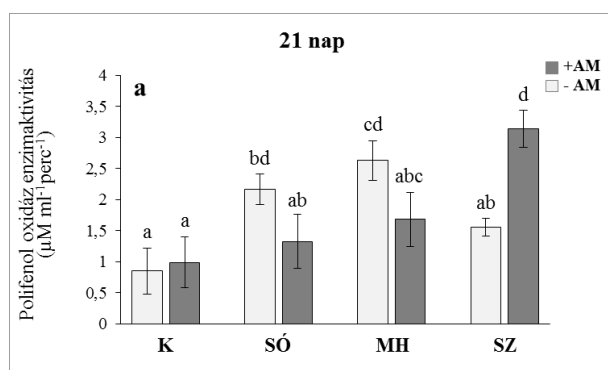 21 nap
+AM
- AM
a
Polifenol oxidáz enzimaktivitás
(µM ml⁻¹perc⁻¹)
4
3,5
3
2,5
2
1,5
1
0,5
0
a
a
bd
ab
cd
abc
ab
d
K
SÓ
MH
SZ